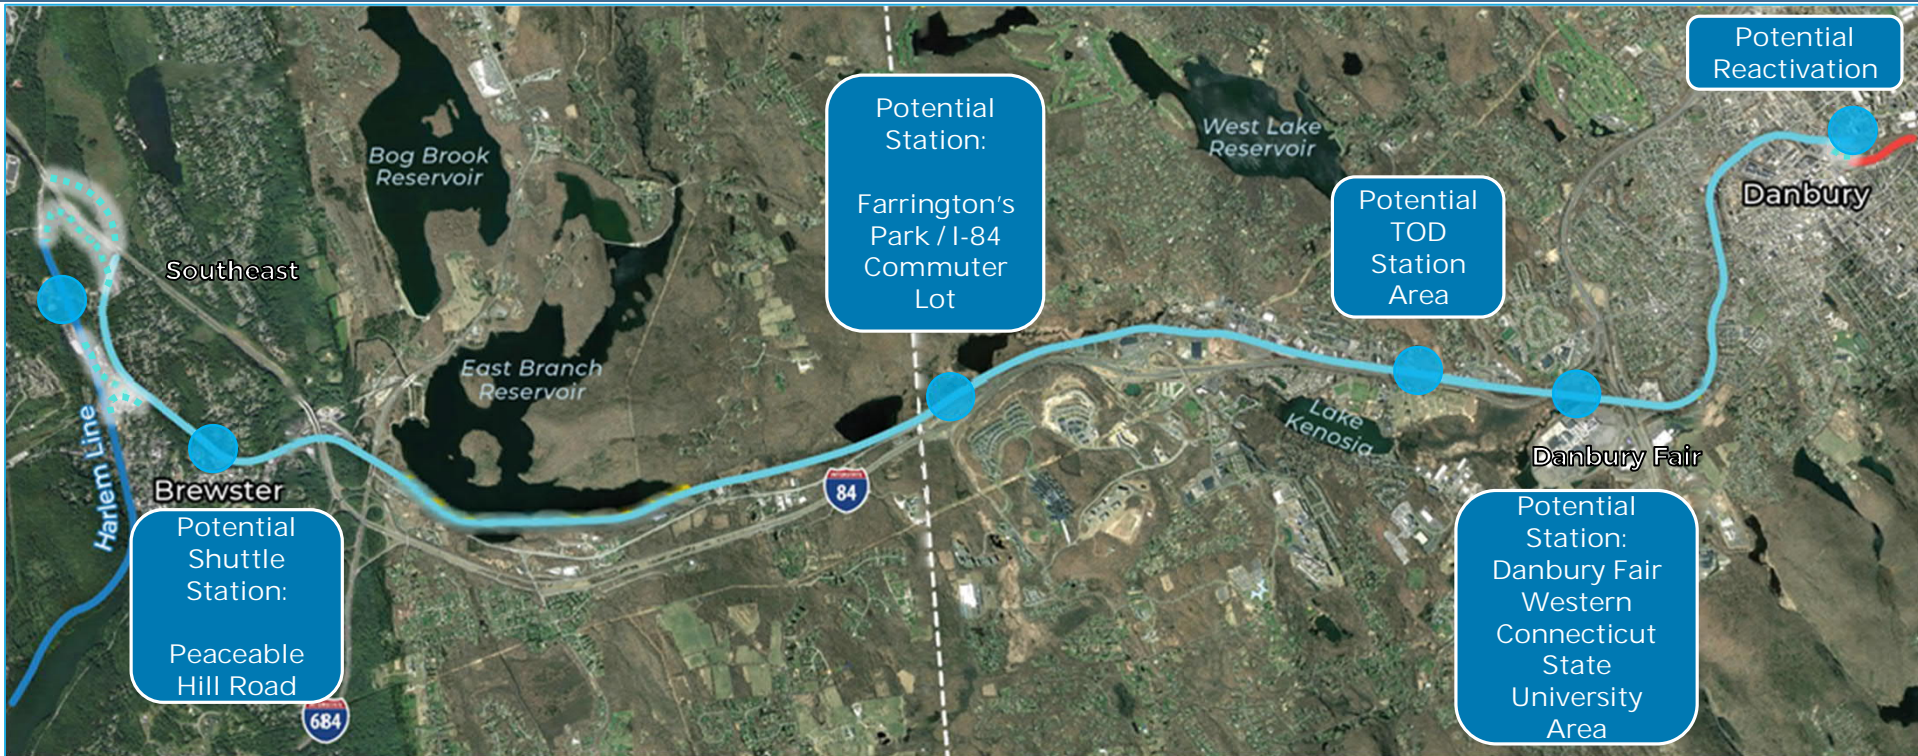 Potential
Reactivation
Potential
Station:
Farrington's
Park / I-84
Commuter
Lot
West Lake
Reservoir
Bog Brook
Reservoir
Potential
TOD
Station
Area
Danbury
Southeast
East Branch
Reservoir
Lake
Kenosia
Harlem Line
Danbury Fair
Brewster
84
Potential
Shuttle
Station:
Peaceable
Hill Road
Potential
Station:
Danbury Fair
Western
Connecticut
State
University
Area
684